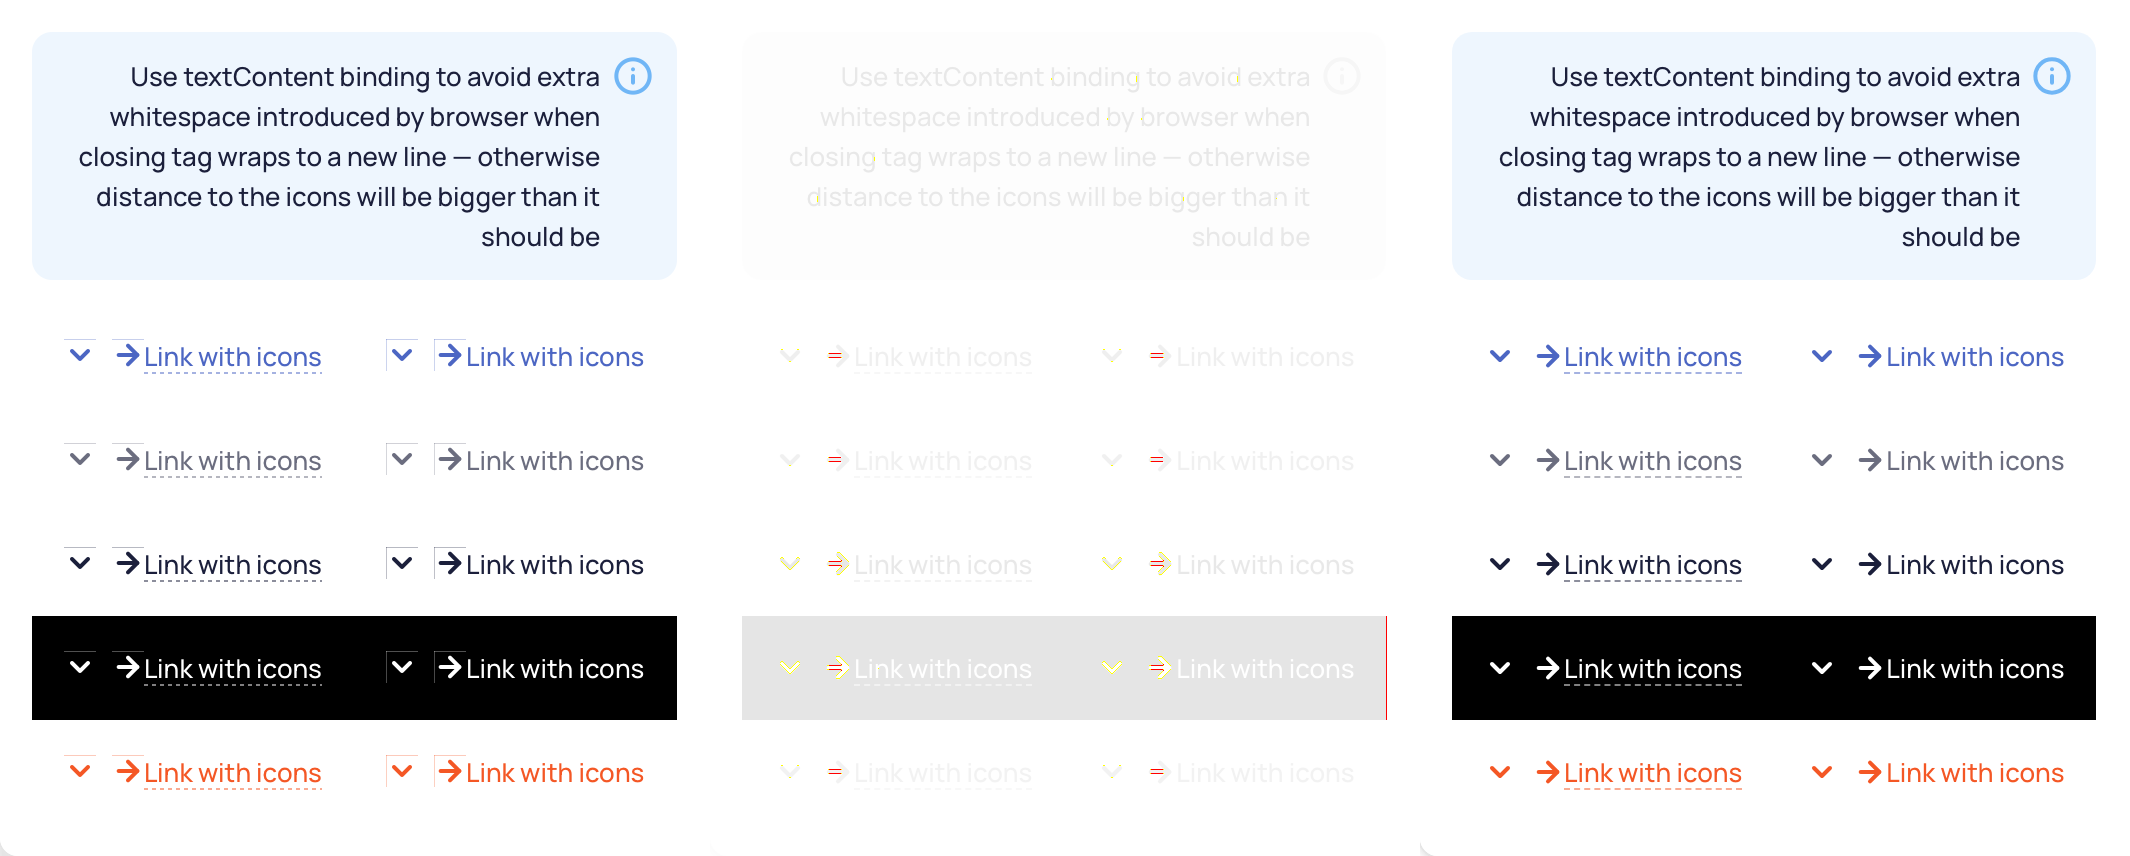 Use textContent binding to avoid extra
whitespace introduced by browser when
closing tag wraps to a new line — otherwise
distance to the icons will be bigger than it
should be
Link with icons Link with icons
Link with icons Link with icons
Link with icons Link with icons
Link with icons Link with icons
Link with icons Link with icons
Use textContent binding to avoid extra
whitespace introduced by browser when
closing tag wraps to a new line — otherwise
distance to the icons will be bigger than it
should be
Link with icons Link with icons
Link with icons Link with icons
Link with icons Link with icons
Link with icons Link with icons
Link with icons Link with icons
Use textContent binding to avoid extra
whitespace introduced by browser when
closing tag wraps to a new line — otherwise
distance to the icons will be bigger than it
should be
Link with icons Link with icons
Link with icons Link with icons
Link with icons Link with icons
Link with icons Link with icons
Link with icons Link with icons